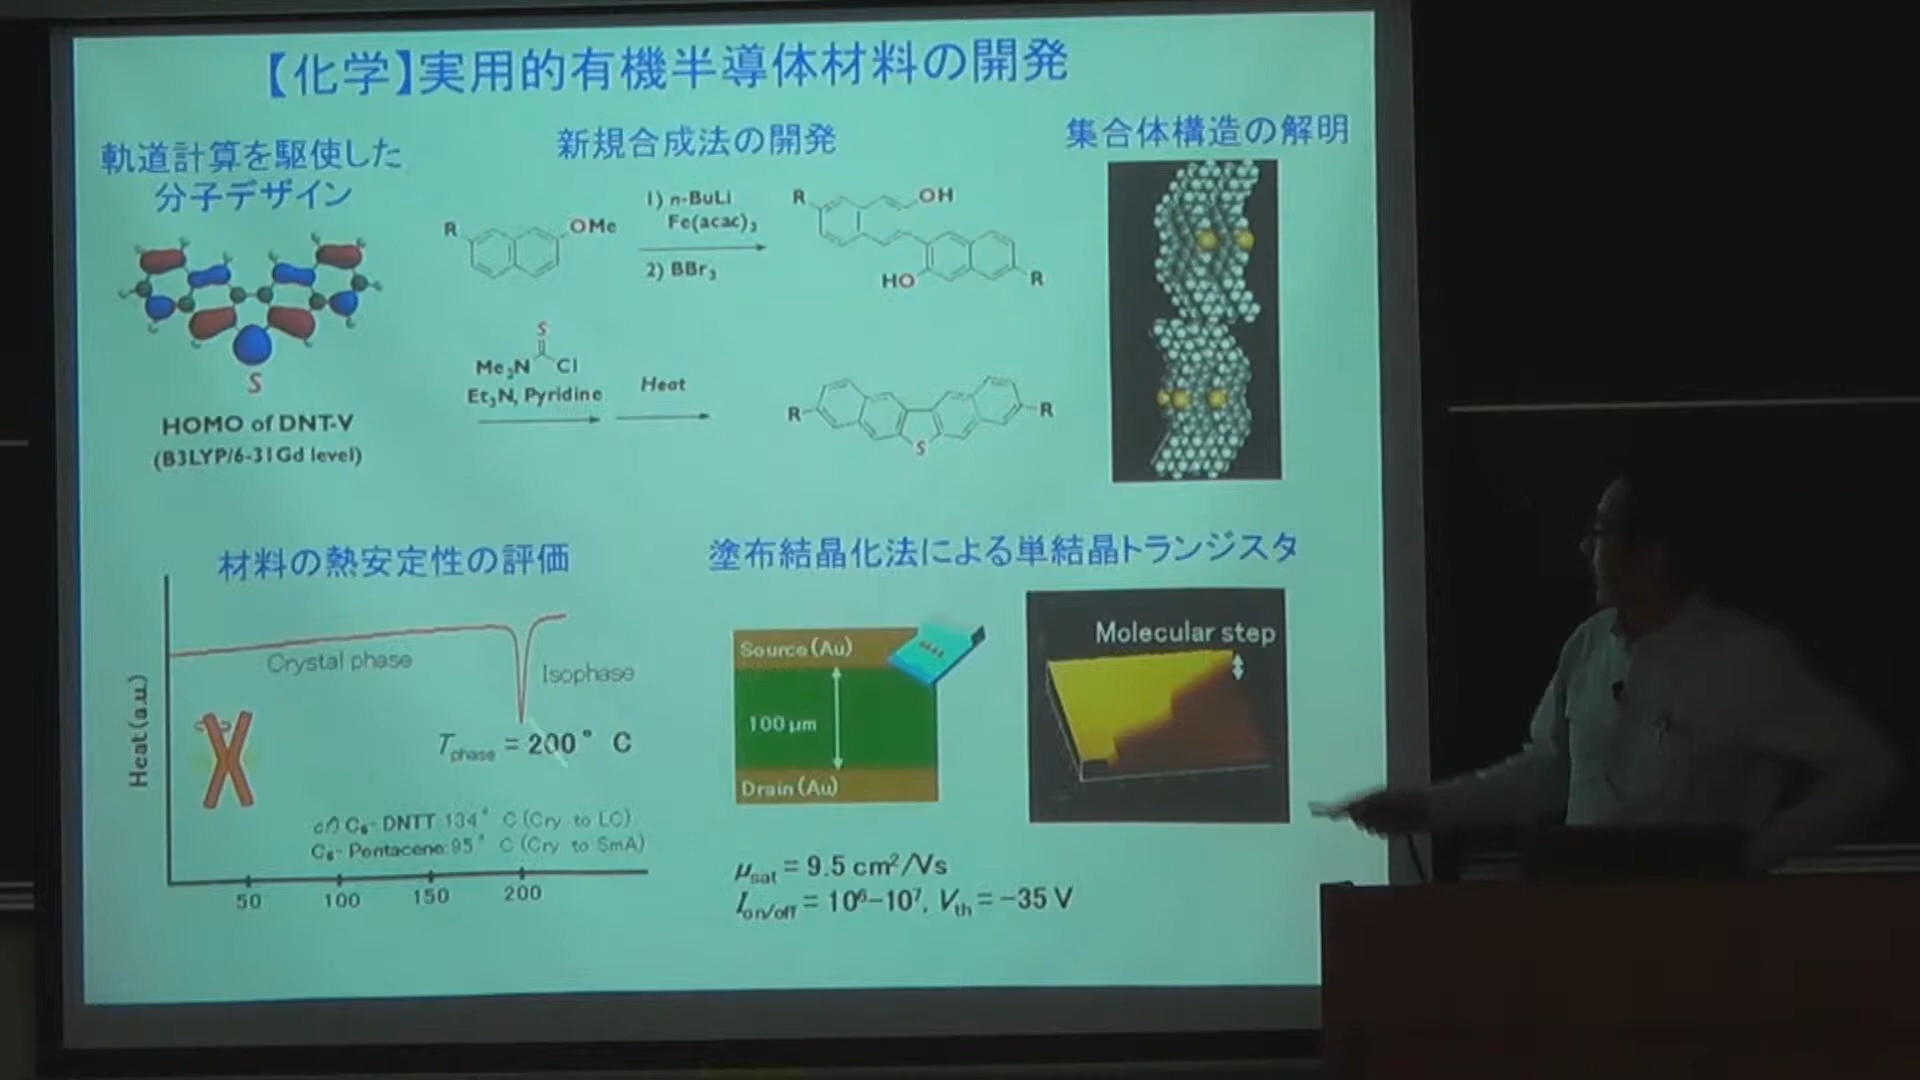 【化学】実用的有機半導体材料の開発
軌道計算を駆使した
分子デザイン
S
HOMO of DNT-V
(B3LYP/6-31Gd level)
新規合成法の開発
R
OMe
1) n-BuLi
Fe(acac)3
2) BBr3
R
OH
HO
R
S
Me2N
Cl
Et3N, Pyridine
Heat
R
S
R
集合体構造の解明
材料の熱安定性の評価
Heat (a.u.)
Crystal phase
Isophase
Tphase = 200°C
cf) C6-DNTT: 134°C (Cry to LC)
C6-Pentacene: 95°C (Cry to SmA)
50
100
150
200
塗布結晶化法による単結晶トランジスタ
Source (Au)
100 μm
Drain (Au)
Molecular step
μsat = 9.5 cm²/Vs
Ion/off = 10⁶–10⁷, Vth = −35 V